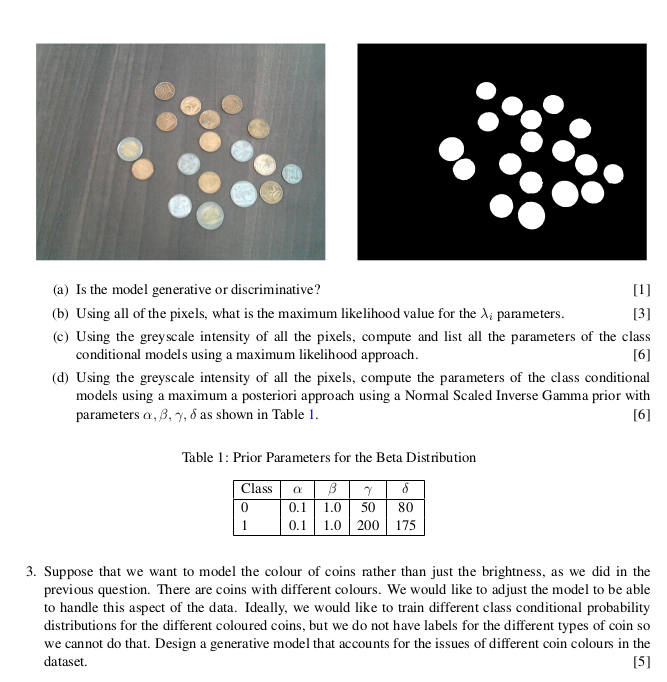 (a) Is the model generative or discriminative? [1]
(b) Using all of the pixels, what is the maximum likelihood value for the λi parameters. [3]
(c) Using the greyscale intensity of all the pixels, compute and list all the parameters of the class
conditional models using a maximum likelihood approach. [6]
(d) Using the greyscale intensity of all the pixels, compute the parameters of the class conditional
models using a maximum a posteriori approach using a Normal Scaled Inverse Gamma prior with
parameters α, β, γ, δ as shown in Table 1. [6]
Table 1: Prior Parameters for the Beta Distribution
Class α β γ δ
0 0.1 1.0 50 80
1 0.1 1.0 200 175
3. Suppose that we want to model the colour of coins rather than just the brightness, as we did in the
previous question. There are coins with different colours. We would like to adjust the model to be able
to handle this aspect of the data. Ideally, we would like to train different class conditional probability
distributions for the different coloured coins, but we do not have labels for the different types of coin so
we cannot do that. Design a generative model that accounts for the issues of different coin colours in the
dataset. [5]